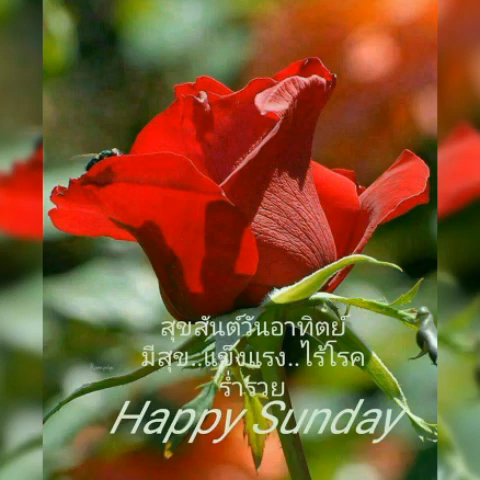 สุขสันต์วันอาทิตย์
มีสุข..แข็งแรง..ไร้โรค
ร่ำรวย
Happy Sunday